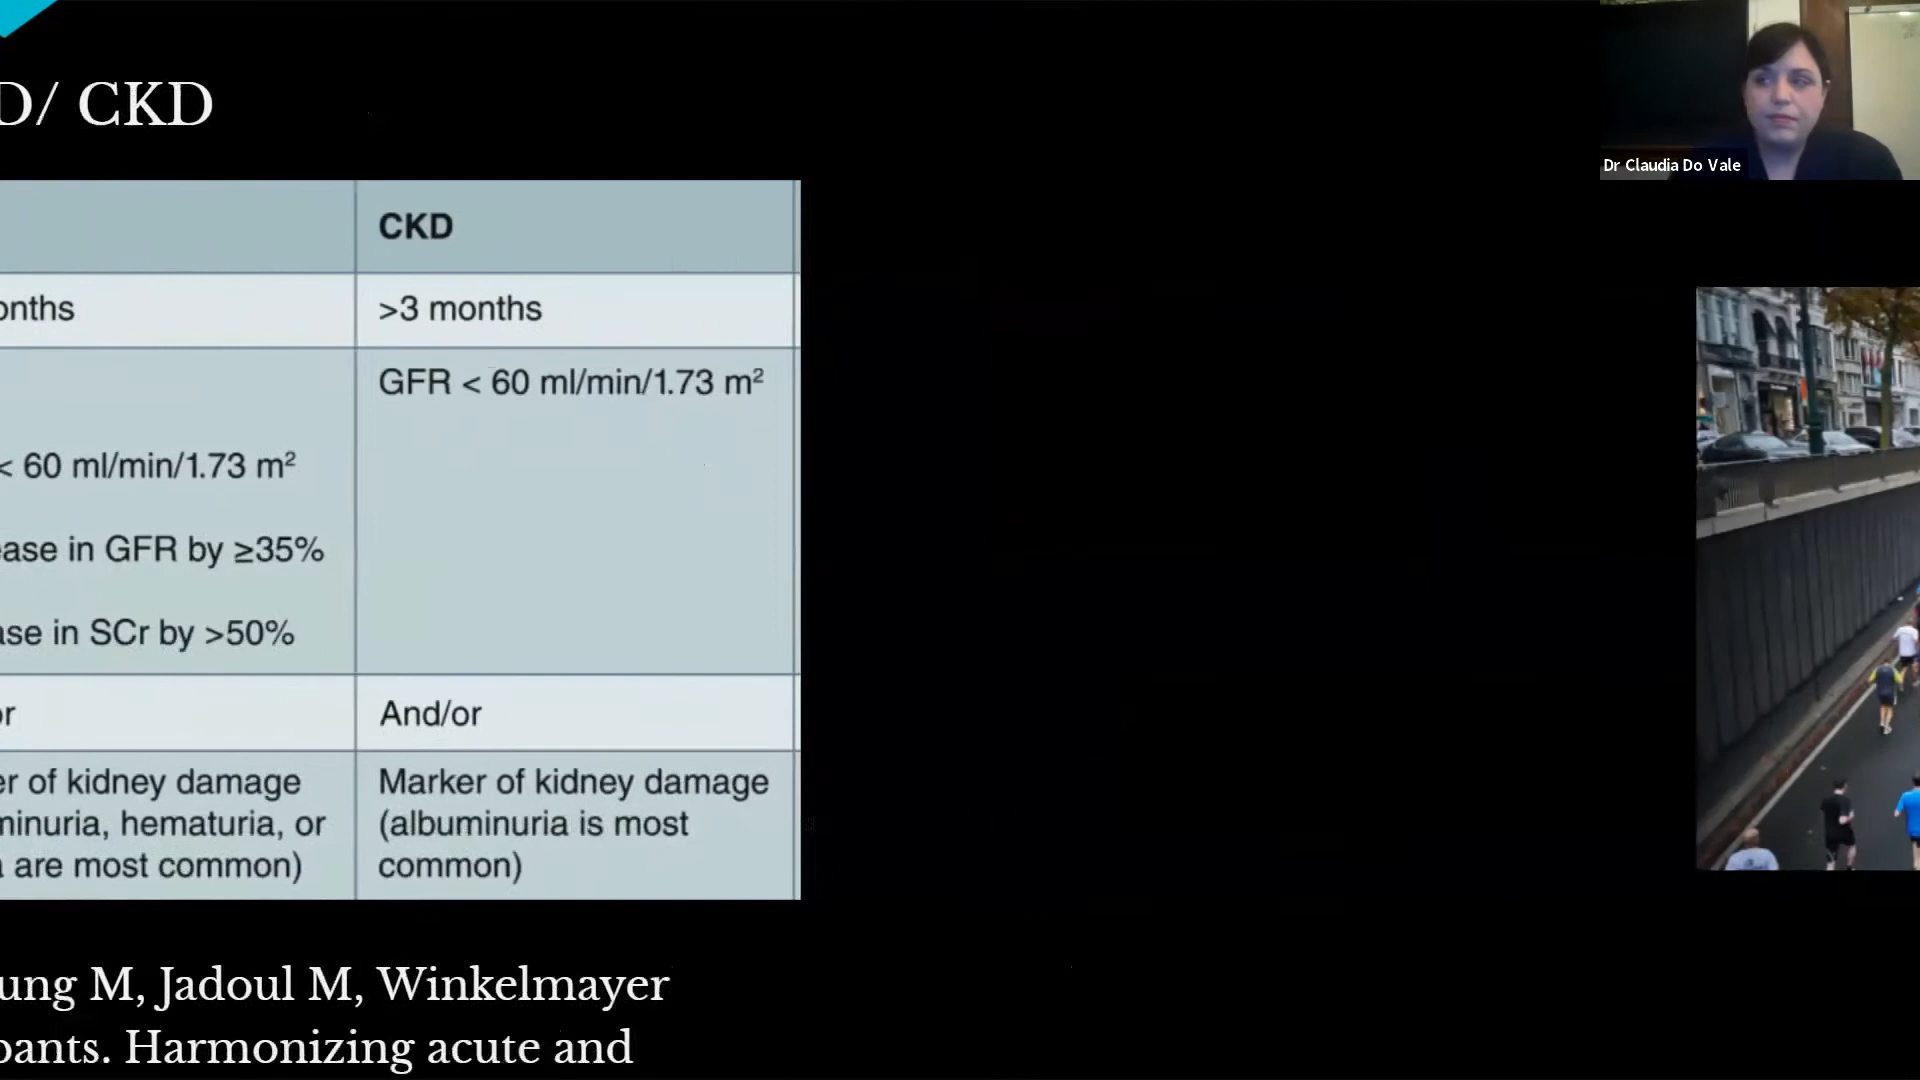 D/ CKD
Dr Claudia Do Vale
CKD
onths
>3 months
GFR < 60 ml/min/1.73 m²
< 60 ml/min/1.73 m²
ease in GFR by ≥35%
ase in SCr by >50%
or
And/or
er of kidney damage
minuria, hematuria, or
a are most common)
Marker of kidney damage
(albuminuria is most
common)
ung M, Jadoul M, Winkelmayer
pants. Harmonizing acute and